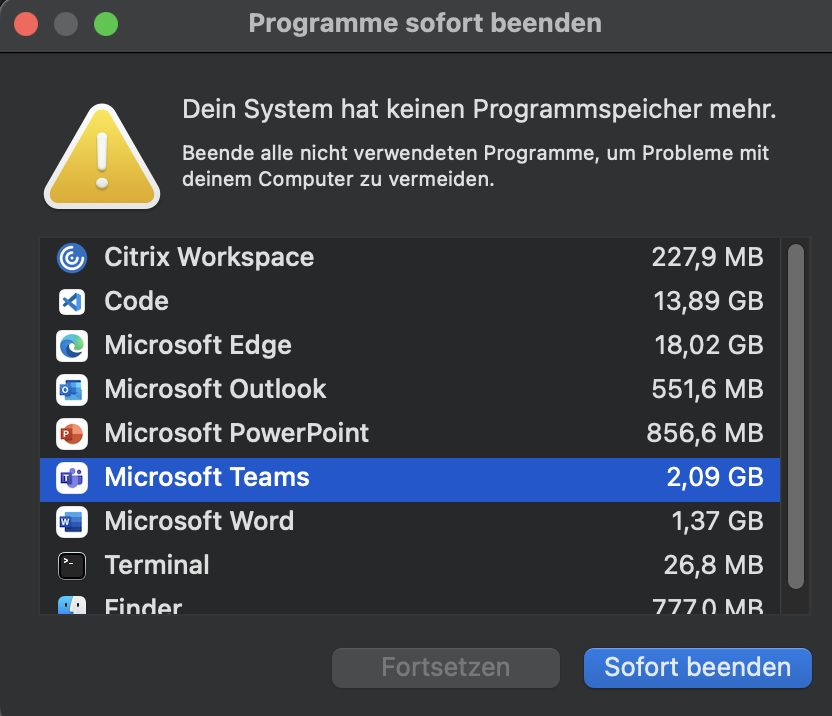 Programme sofort beenden
Dein System hat keinen Programmspeicher mehr.
Beende alle nicht verwendeten Programme, um Probleme mit
deinem Computer zu vermeiden.
Citrix Workspace 227,9 MB
Code 13,89 GB
Microsoft Edge 18,02 GB
Microsoft Outlook 551,6 MB
Microsoft PowerPoint 856,6 MB
Microsoft Teams 2,09 GB
Microsoft Word 1,37 GB
Terminal 26,8 MB
Finder 777,0 MB
Fortsetzen
Sofort beenden